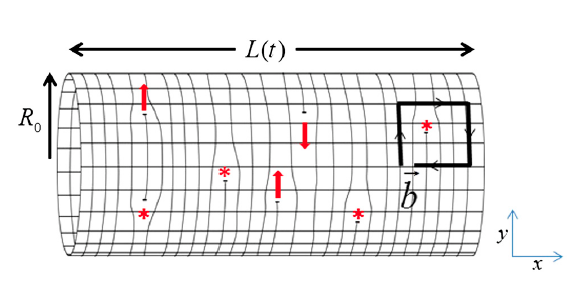 L(t)
R₀
b⃗
y
x